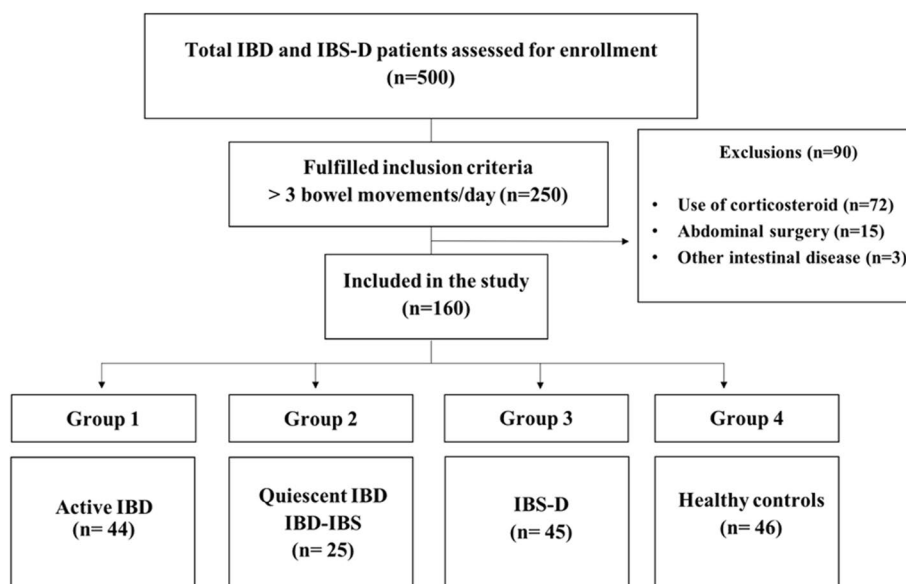 Total IBD and IBS-D patients assessed for enrollment
(n=500)
Fulfilled inclusion criteria
> 3 bowel movements/day (n=250)
Exclusions (n=90)
• Use of corticosteroid (n=72)
• Abdominal surgery (n=15)
• Other intestinal disease (n=3)
Included in the study
(n=160)
Group 1
Group 2
Group 3
Group 4
Active IBD
(n= 44)
Quiescent IBD
IBD-IBS
(n= 25)
IBS-D
(n= 45)
Healthy controls
(n= 46)